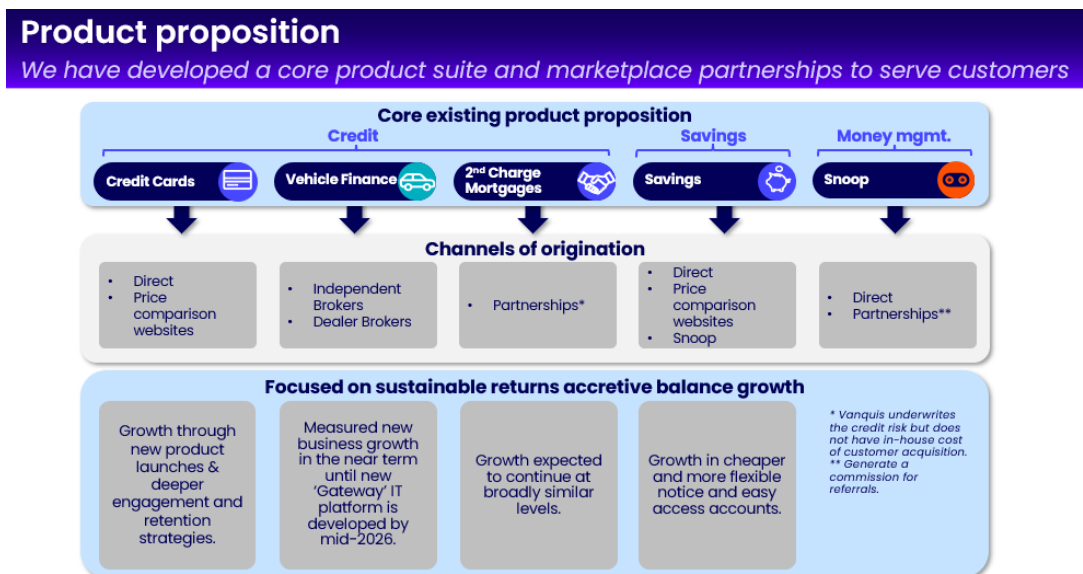 Product proposition
We have developed a core product suite and marketplace partnerships to serve customers
Core existing product proposition
Credit
Savings
Money mgmt.
Credit Cards
Vehicle Finance
2nd Charge
Mortgages
Savings
Snoop
Channels of origination
• Direct
• Price
comparison
websites
• Independent
Brokers
• Dealer Brokers
• Partnerships*
• Direct
• Price
comparison
websites
• Snoop
• Direct
• Partnerships**
Focused on sustainable returns accretive balance growth
Growth through
new product
launches &
deeper
engagement and
retention
strategies.
Measured new
business growth
in the near term
until new
‘Gateway’ IT
platform is
developed by
mid-2026.
Growth expected
to continue at
broadly similar
levels.
Growth in cheaper
and more flexible
notice and easy
access accounts.
* Vanquis underwrites
the credit risk but does
not have in-house cost
of customer acquisition.
** Generate a
commission for
referrals.